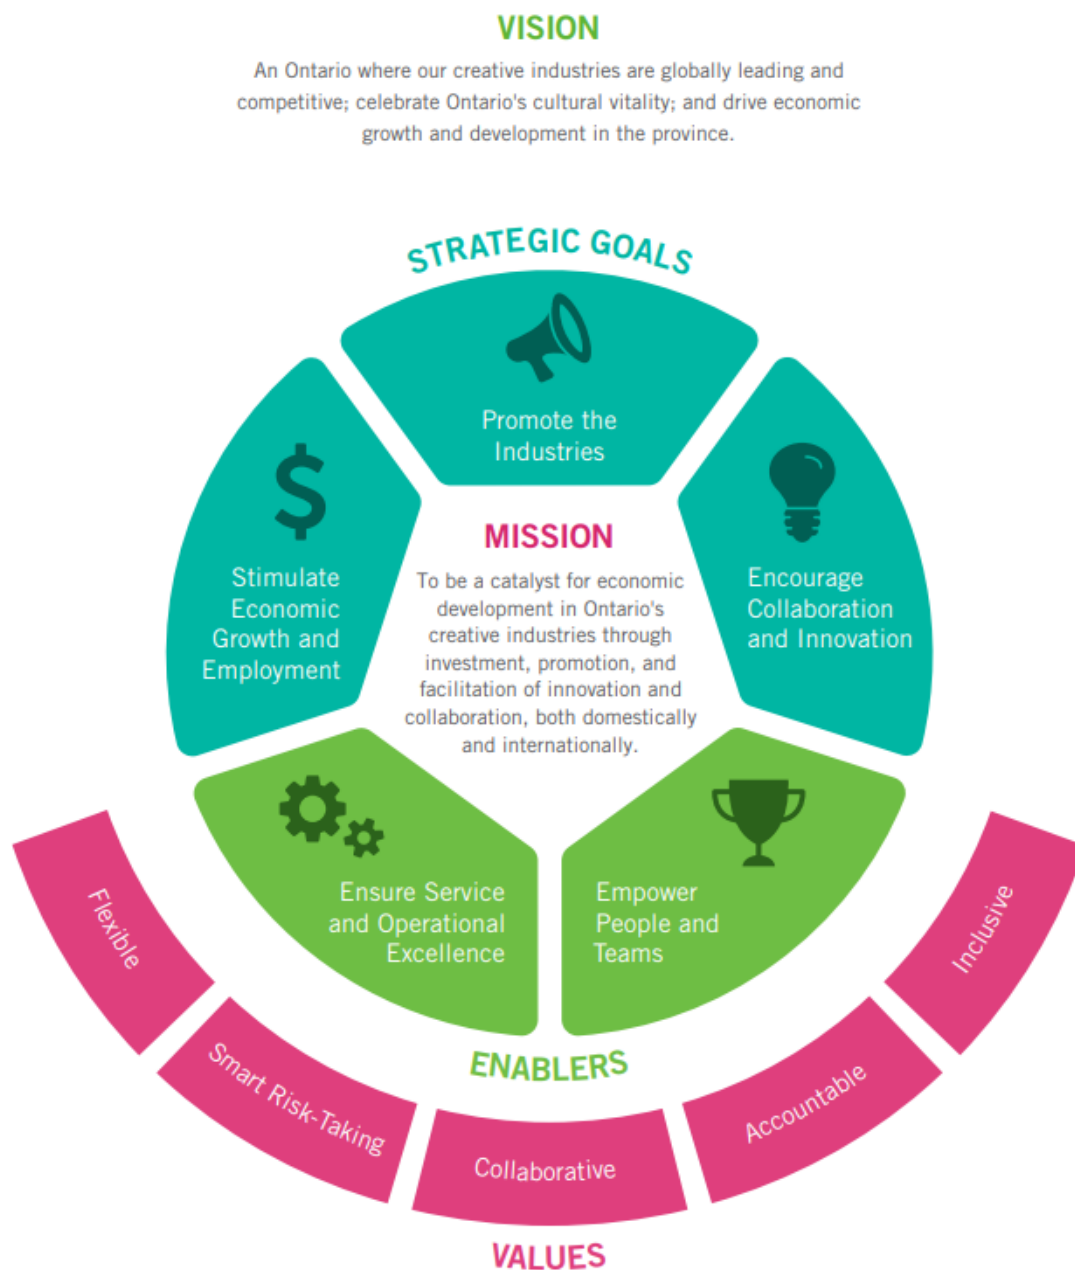 VISION
An Ontario where our creative industries are globally leading and
competitive; celebrate Ontario's cultural vitality; and drive economic
growth and development in the province.
STRATEGIC GOALS
Promote the
Industries
Stimulate
Economic
Growth and
Employment
Encourage
Collaboration
and Innovation
MISSION
To be a catalyst for economic
development in Ontario's
creative industries through
investment, promotion, and
facilitation of innovation and
collaboration, both domestically
and internationally.
Ensure Service
and Operational
Excellence
Empower
People and
Teams
ENABLERS
Flexible
Smart Risk-Taking
Collaborative
Accountable
Inclusive
VALUES